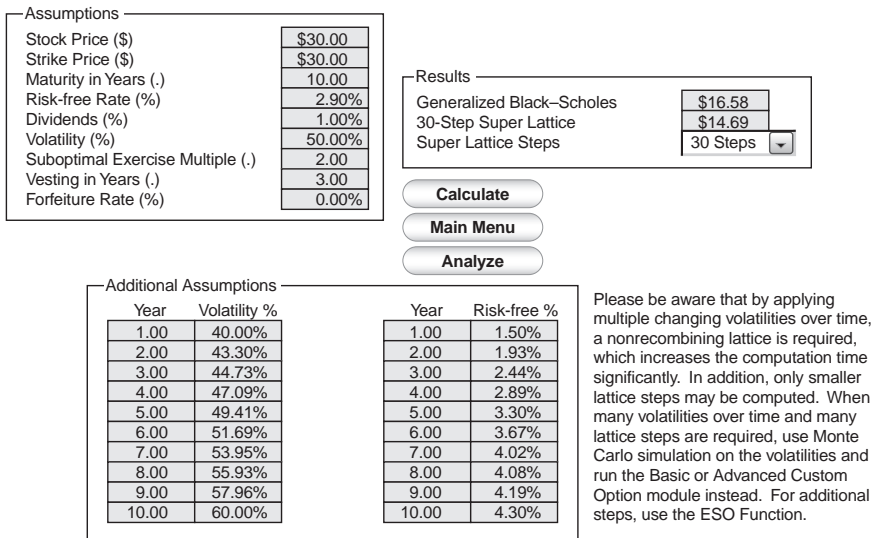 Assumptions
Stock Price ($) $30.00
Strike Price ($) $30.00
Maturity in Years (.) 10.00
Risk-free Rate (%) 2.90%
Dividends (%) 1.00%
Volatility (%) 50.00%
Suboptimal Exercise Multiple (.) 2.00
Vesting in Years (.) 3.00
Forfeiture Rate (%) 0.00%
Results
Generalized Black–Scholes $16.58
30-Step Super Lattice $14.69
Super Lattice Steps 30 Steps
Calculate
Main Menu
Analyze
Additional Assumptions
Year Volatility % Year Risk-free %
1.00 40.00% 1.00 1.50%
2.00 43.30% 2.00 1.93%
3.00 44.73% 3.00 2.44%
4.00 47.09% 4.00 2.89%
5.00 49.41% 5.00 3.30%
6.00 51.69% 6.00 3.67%
7.00 53.95% 7.00 4.02%
8.00 55.93% 8.00 4.08%
9.00 57.96% 9.00 4.19%
10.00 60.00% 10.00 4.30%
Please be aware that by applying
multiple changing volatilities over time,
a nonrecombining lattice is required,
which increases the computation time
significantly. In addition, only smaller
lattice steps may be computed. When
many volatilities over time and many
lattice steps are required, use Monte
Carlo simulation on the volatilities and
run the Basic or Advanced Custom
Option module instead. For additional
steps, use the ESO Function.